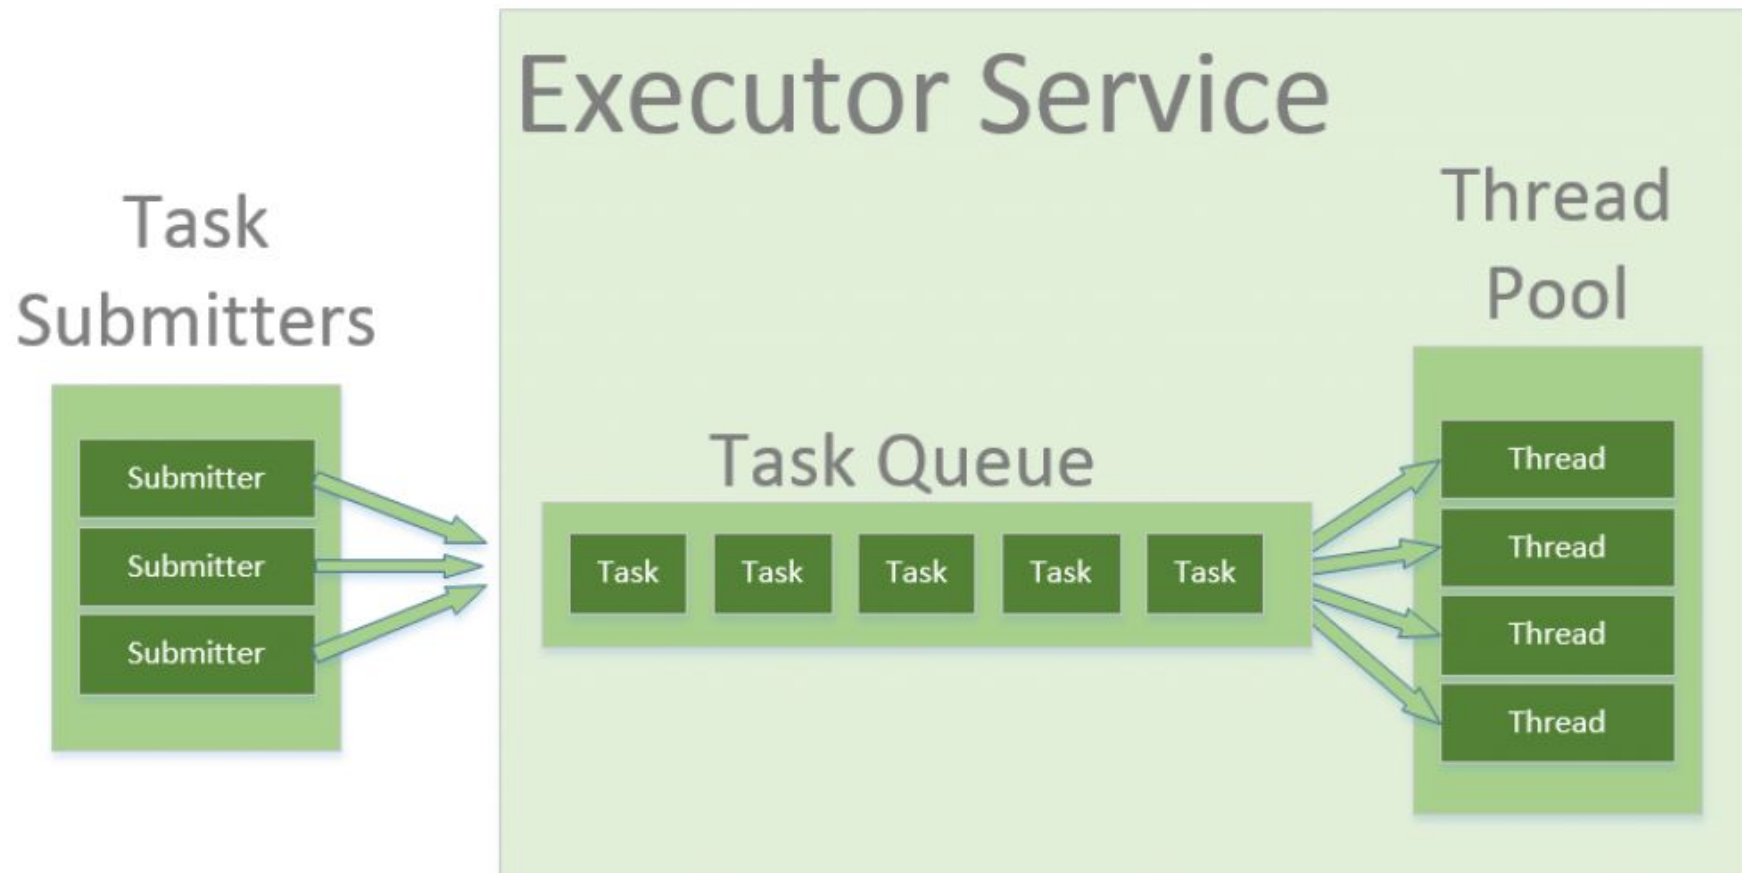 Executor Service
Task
Submitters
Submitter
Submitter
Submitter
Task Queue
Task Task Task Task Task
Thread
Pool
Thread
Thread
Thread
Thread